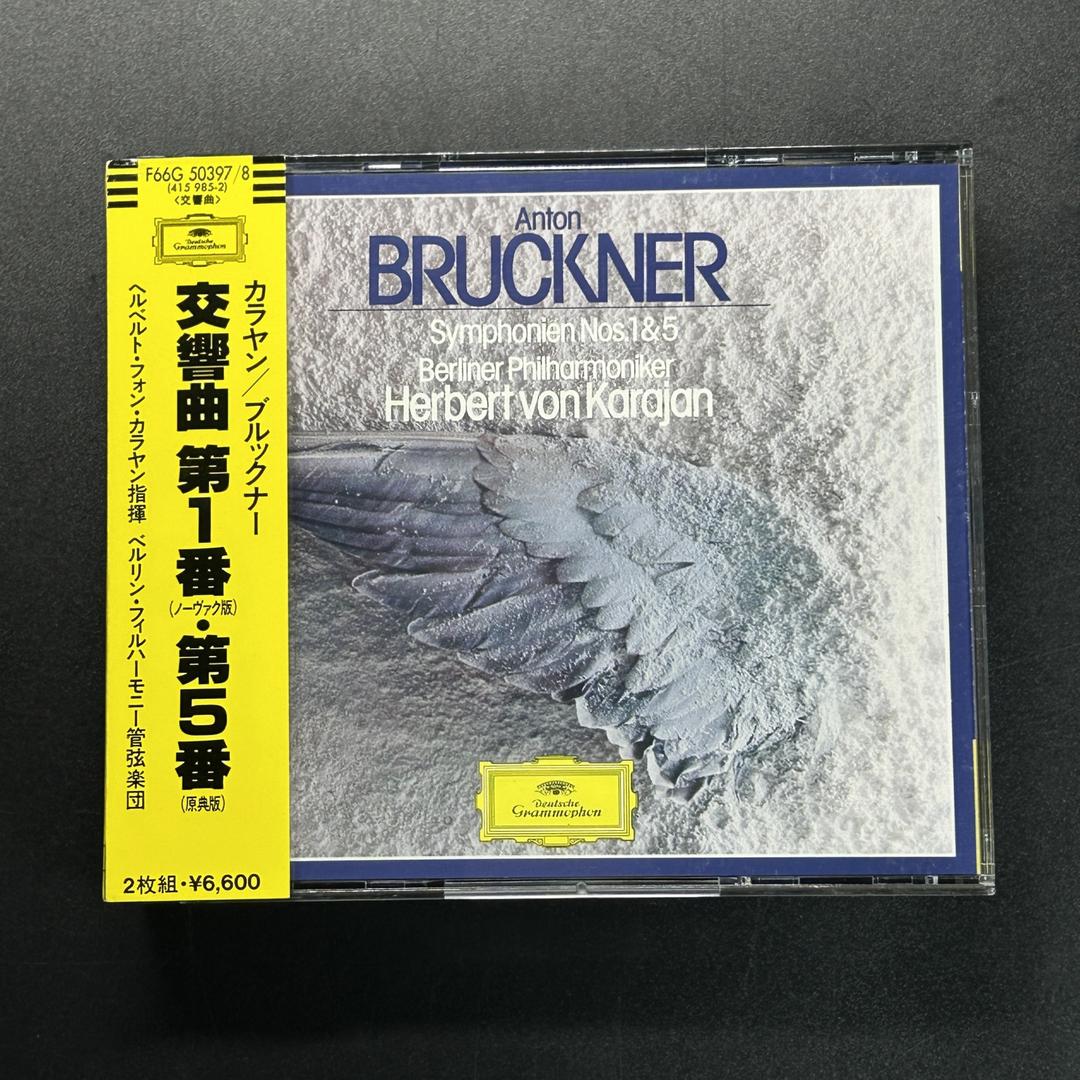 F66G 50397/8
(415 985-2)
〈交響曲〉
Deutsche
Grammophon
カラヤン／ブルックナー
交響曲 第1番(ノーヴァク版)・第5番(原典版)
ヘルベルト・フォン・カラヤン指揮 ベルリン・フィルハーモニー管弦楽団
2枚組・¥6,600
Anton
BRUCKNER
Symphonien Nos.1&5
Berliner Philharmoniker
Herbert von Karajan
Deutsche
Grammophon